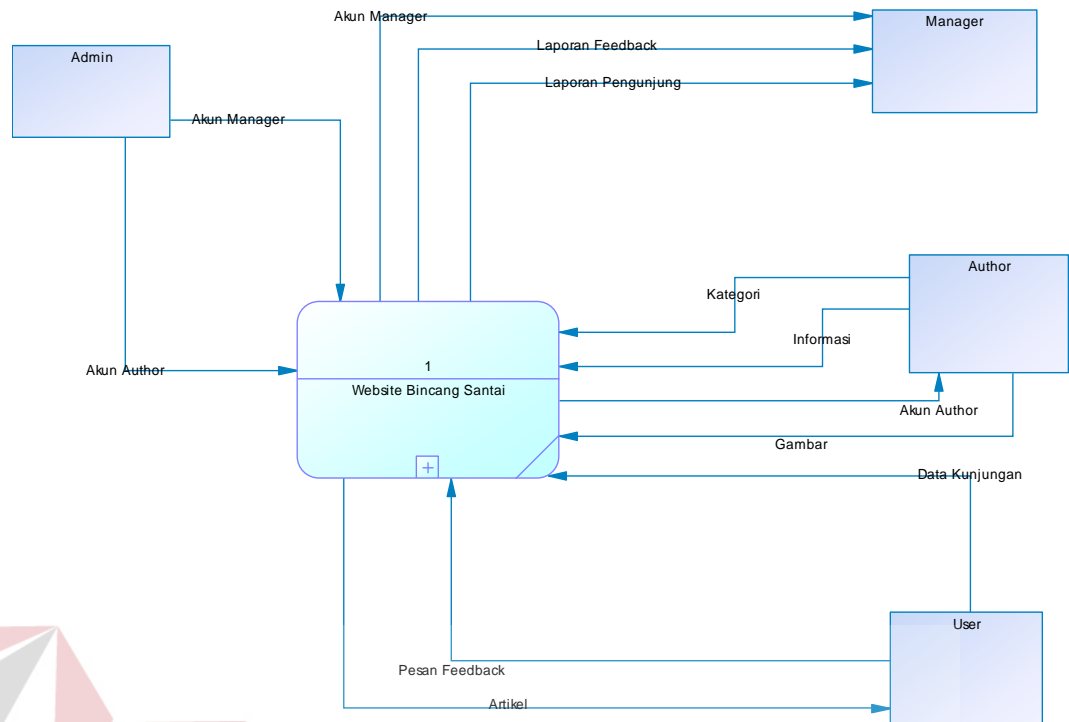 Akun Manager
Manager
Laporan Feedback
Admin
Laporan Pengunjung
Akun Manager
Author
Kategori
Informasi
1
Akun Author
Website Bincang Santai
Akun Author
Gambar
Data Kunjungan
User
Pesan Feedback
Artikel